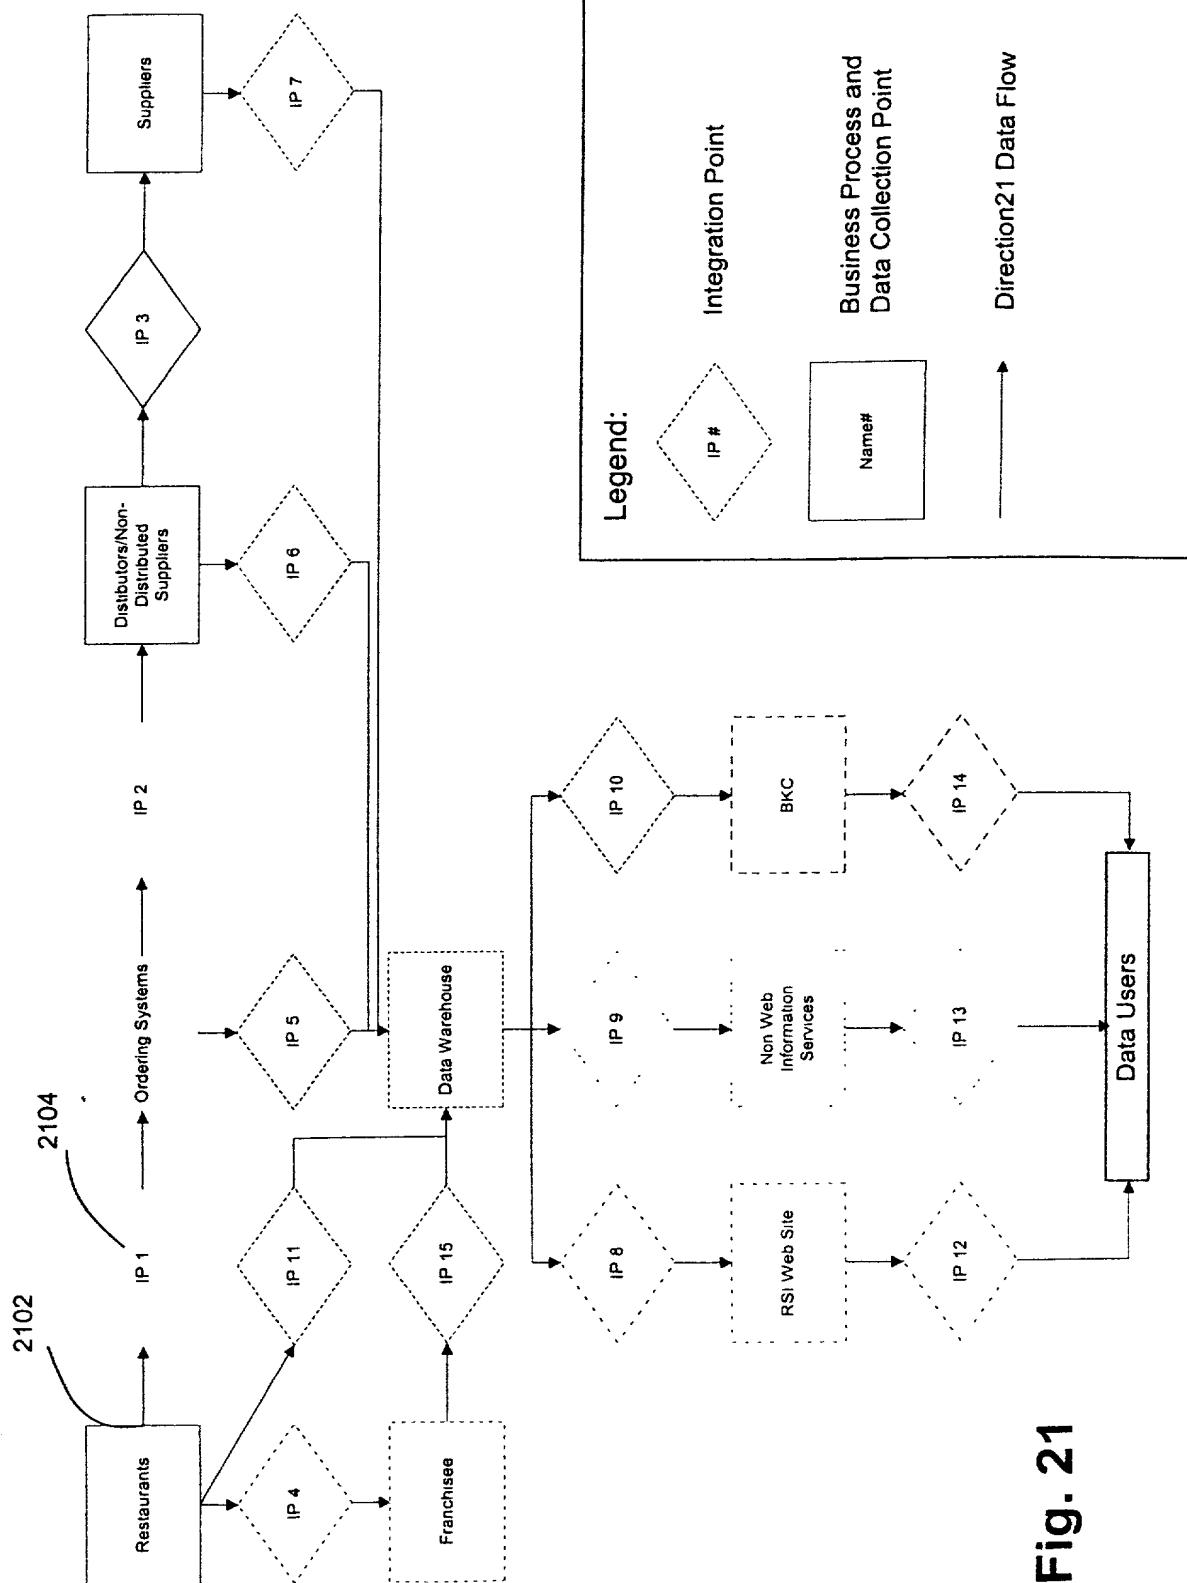 2102
2104
Restaurants
IP 1
Ordering Systems
IP 2
Distributors/Non-
Distributed
Suppliers
IP 3
Suppliers
IP 4
IP 11
IP 5
IP 6
IP 7
Franchisee
IP 15
Data Warehouse
IP 8
IP 9
IP 10
RSI Web Site
Non Web
Information
Services
BKC
IP 12
IP 13
IP 14
Data Users
Legend:
IP #
Integration Point
Name#
Business Process and
Data Collection Point
Direction21 Data Flow
Fig. 21